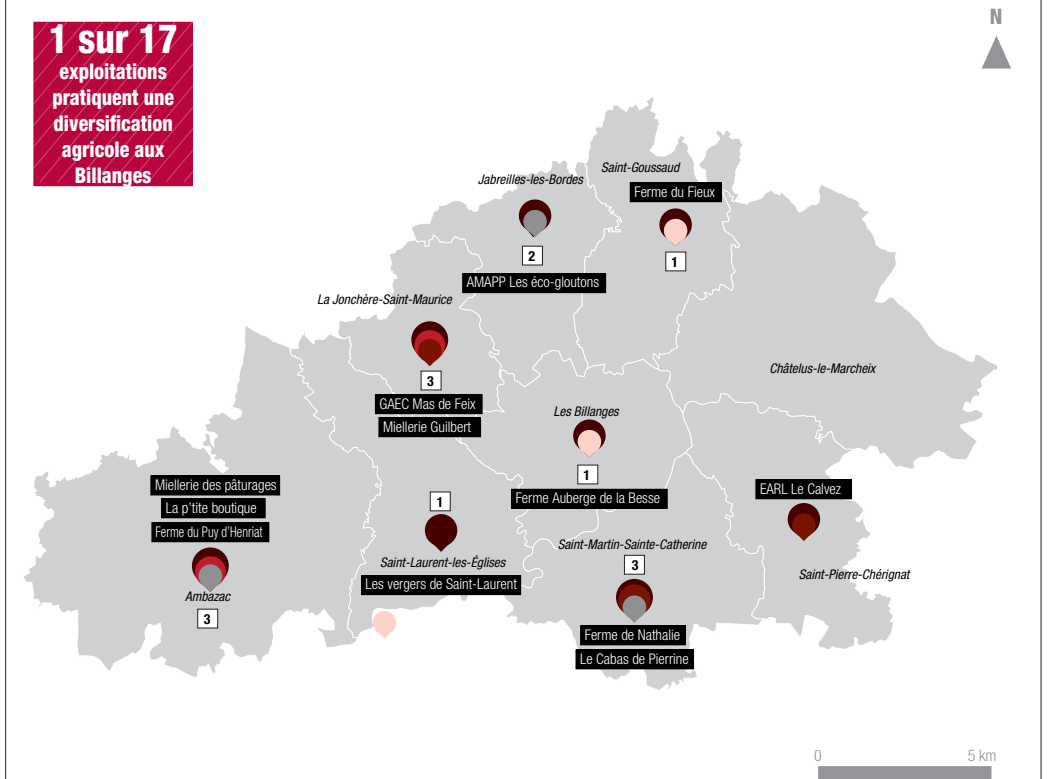 1 sur 17
exploitations
pratiquent une
diversification
agricole aux
Billanges
N
Saint-Goussaud
Ferme du Fieux
1
Jabreilles-les-Bordes
2
AMAPP Les éco-gloutons
La Jonchère-Saint-Maurice
3
GAEC Mas de Feix
Miellerie Guilbert
Châtelus-le-Marcheix
Les Billanges
1
Ferme Auberge de la Besse
Miellerie des pâturages
La p'tite boutique
Ferme du Puy d'Henriat
Ambazac
3
1
Saint-Laurent-les-Églises
Les vergers de Saint-Laurent
EARL Le Calvez
Saint-Pierre-Chérignat
Saint-Martin-Sainte-Catherine
3
Ferme de Nathalie
Le Cabas de Pierrine
0 5 km